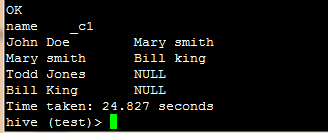 OK
name    _c1
John Doe        Mary smith
Mary smith      Bill king
Todd Jones      NULL
Bill King       NULL
Time taken: 24.827 seconds
hive (test)>